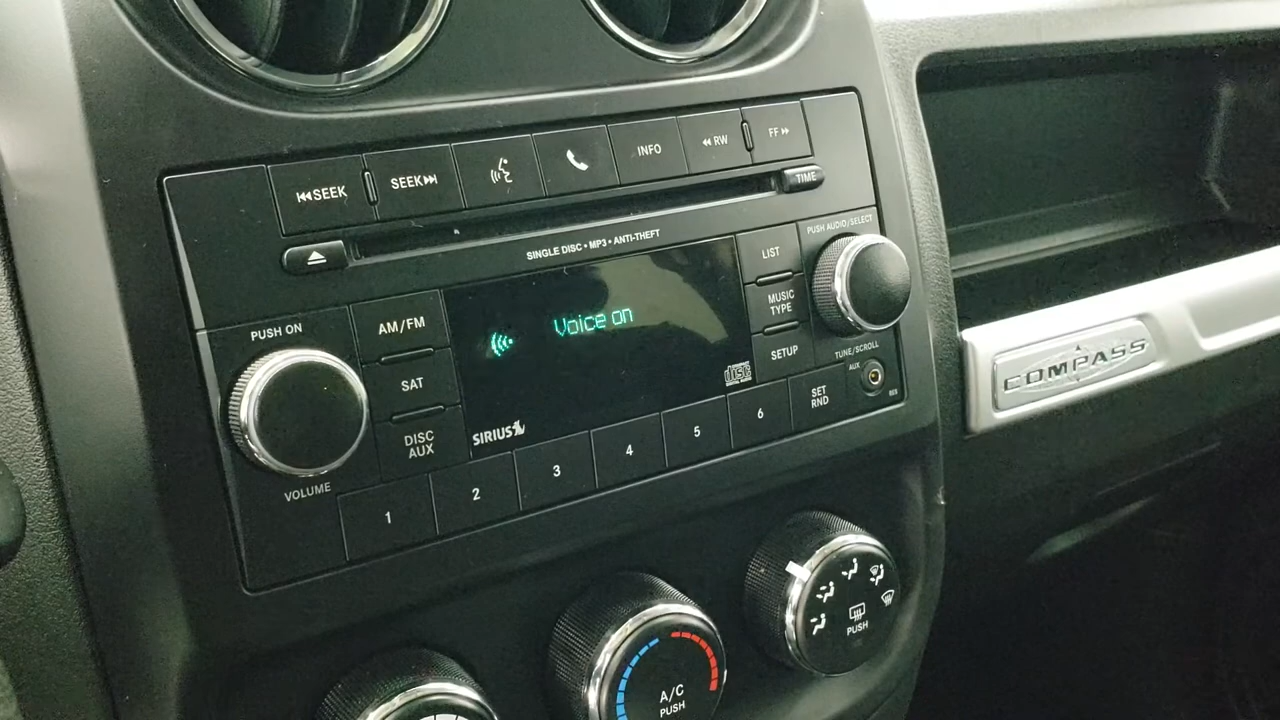 SEEK
SEEK
INFO
RW
FF
TIME
SINGLE DISC • MP3 • ANTI-THEFT
PUSH AUDIO/SELECT
LIST
MUSIC
TYPE
SETUP
TUNE/SCROLL
AUX
PUSH ON
VOLUME
AM/FM
SAT
DISC
AUX
Voice on
SIRIUS
disc
1
2
3
4
5
6
SET
RND
COMPASS
A/C
PUSH
PUSH